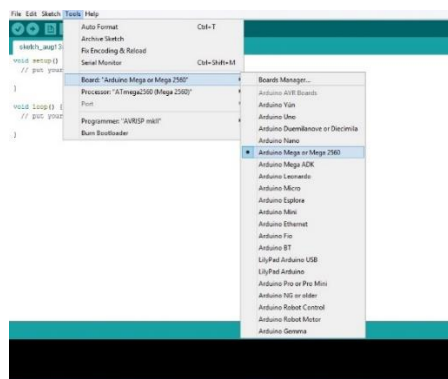 File Edit Sketch Tools Help
sketch_aug13
void setup()
// put your
}
void loop() {
// put your
}
Auto Format Ctrl+T
Archive Sketch
Fix Encoding & Reload
Serial Monitor Ctrl+Shift+M
Board: "Arduino Mega or Mega 2560"
Processor: "ATmega2560 (Mega 2560)"
Port
Programmer: "AVRISP mkII"
Burn Bootloader
Boards Manager...
Arduino AVR Boards
Arduino Yún
Arduino Uno
Arduino Duemilanove or Diecimila
Arduino Nano
Arduino Mega or Mega 2560
Arduino Mega ADK
Arduino Leonardo
Arduino Micro
Arduino Esplora
Arduino Mini
Arduino Ethernet
Arduino Fio
Arduino BT
LilyPad Arduino USB
LilyPad Arduino
Arduino Pro or Pro Mini
Arduino NG or older
Arduino Robot Control
Arduino Robot Motor
Arduino Gemma